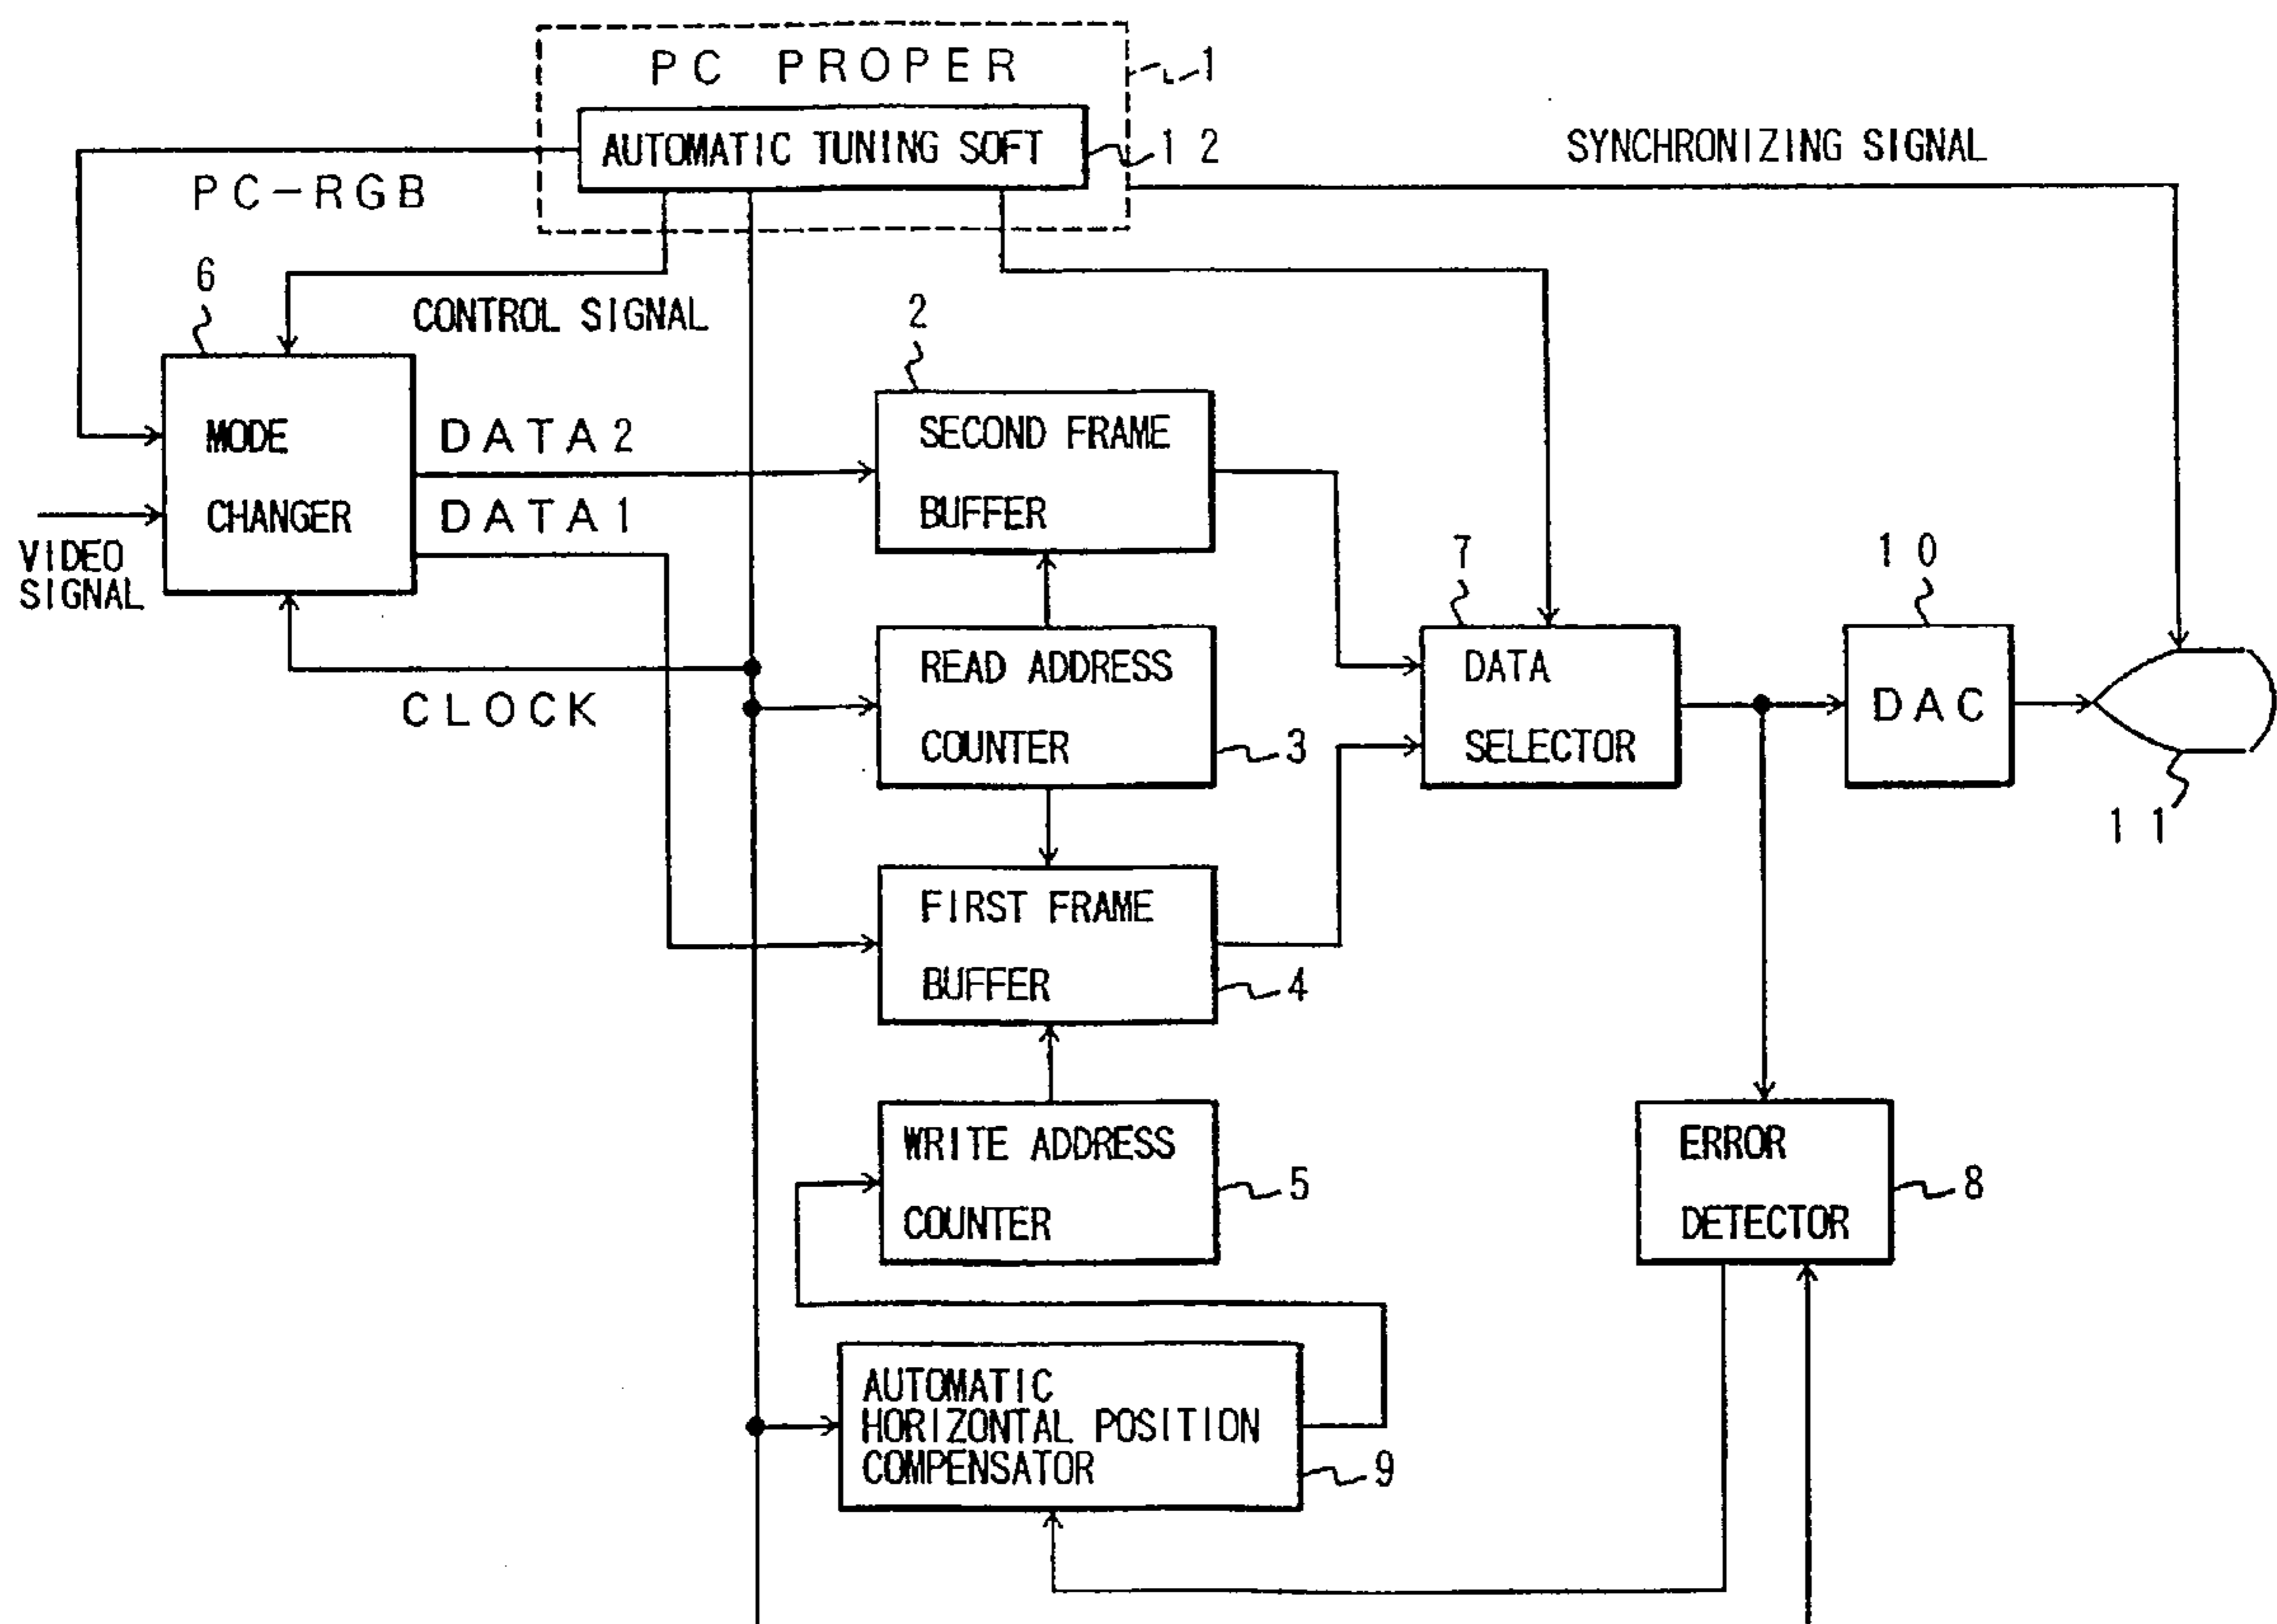 PC PROPER
1
AUTOMATIC TUNING SOFT
12
SYNCHRONIZING SIGNAL
PC-RGB
6
CONTROL SIGNAL
2
MODE
CHANGER
DATA2
DATA1
SECOND FRAME
BUFFER
VIDEO
SIGNAL
7
10
READ ADDRESS
COUNTER
3
CLOCK
DATA
SELECTOR
DAC
11
FIRST FRAME
BUFFER
4
WRITE ADDRESS
COUNTER
5
ERROR
DETECTOR
8
AUTOMATIC
HORIZONTAL POSITION
COMPENSATOR
9